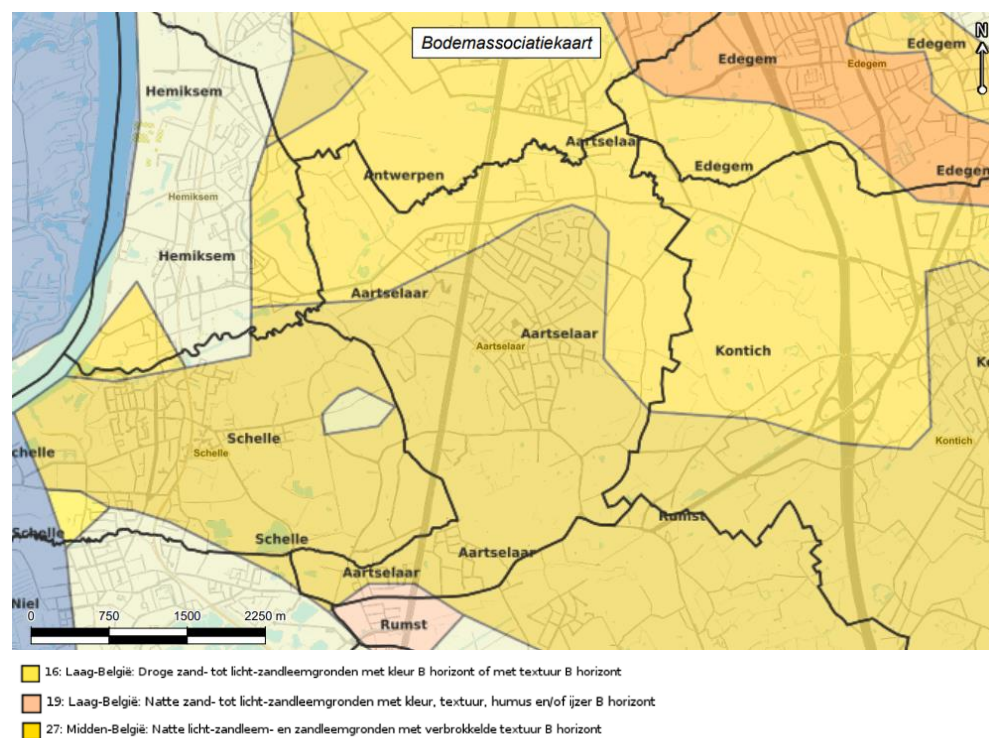 Bodemassociatiekaart
N
Edegem
Edegem
Edegem
Hemiksem
Aartselaar
Antwerpen
Edegem
Edegem
Hemiksem
Hemiksem
Aartselaar
Aartselaar
Aartselaar
Kontich
Schelle
Schelle
Kontich
Schelle
Rumst
Schelle
Aartselaar
Aartselaar
Niel
Rumst
0 750 1500 2250 m
16: Laag-België: Droge zand- tot licht-zandleemgronden met kleur B horizont of met textuur B horizont
19: Laag-België: Natte zand- tot licht-zandleemgronden met kleur, textuur, humus en/of ijzer B horizont
27: Midden-België: Natte licht-zandleem- en zandleemgronden met verbrokkelde textuur B horizont